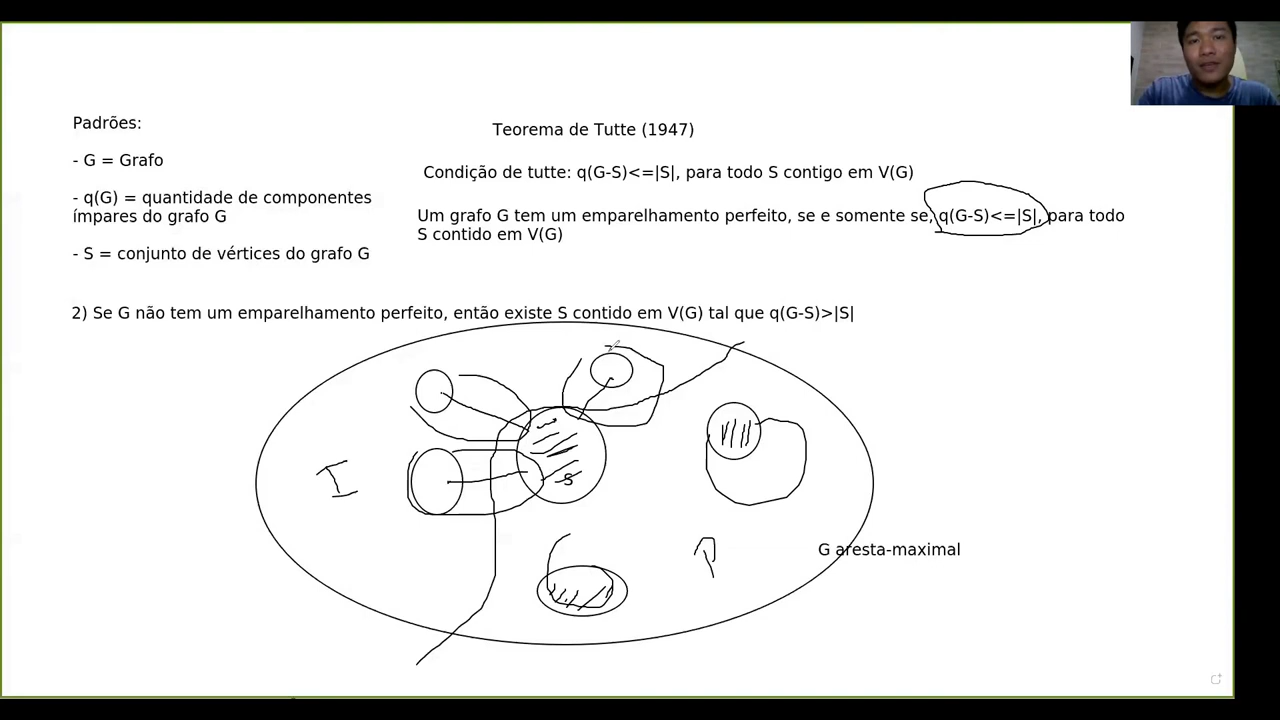 Padrões:
- G = Grafo
- q(G) = quantidade de componentes
ímpares do grafo G
- S = conjunto de vértices do grafo G
Teorema de Tutte (1947)
Condição de tutte: q(G-S)<=|S|, para todo S contigo em V(G)
Um grafo G tem um emparelhamento perfeito, se e somente se, q(G-S)<=|S|, para todo
S contido em V(G)
2) Se G não tem um emparelhamento perfeito, então existe S contido em V(G) tal que q(G-S)>|S|
I
S
P
G aresta-maximal